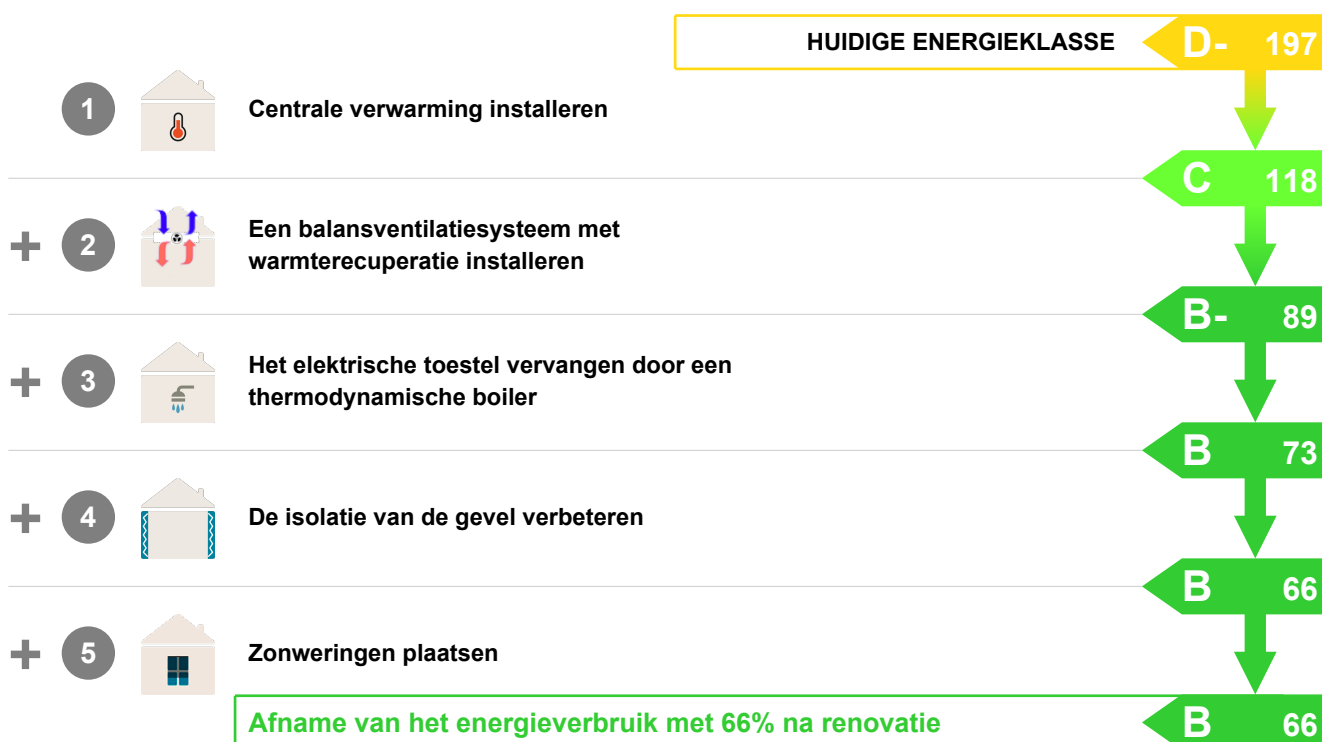 HUIDIGE ENERGIEKLASSE D- 197
1 Centrale verwarming installeren
C 118
+ 2 Een balansventilatiesysteem met
warmterecuperatie installeren
B- 89
+ 3 Het elektrische toestel vervangen door een
thermodynamische boiler
B 73
+ 4 De isolatie van de gevel verbeteren
B 66
+ 5 Zonweringen plaatsen
Afname van het energieverbruik met 66% na renovatie B 66